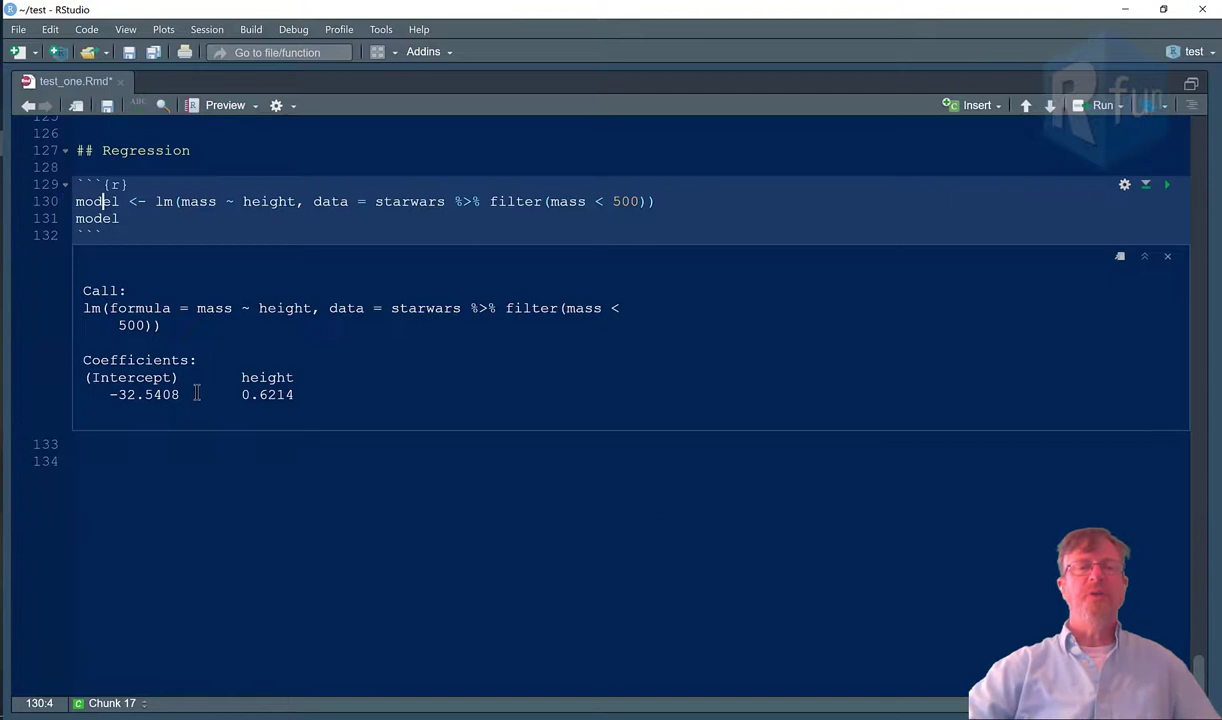 ~/test - RStudio
File Edit Code View Plots Session Build Debug Profile Tools Help
Go to file/function Addins test
test_one.Rmd*
ABC Preview Insert Run
R fun
125
126
127 ## Regression
128
129 ```{r}
130 model <- lm(mass ~ height, data = starwars %>% filter(mass < 500))
131 model
132 ```
Call:
lm(formula = mass ~ height, data = starwars %>% filter(mass <
500))
Coefficients:
(Intercept) height
-32.5408 0.6214
133
134
130:4 C Chunk 17